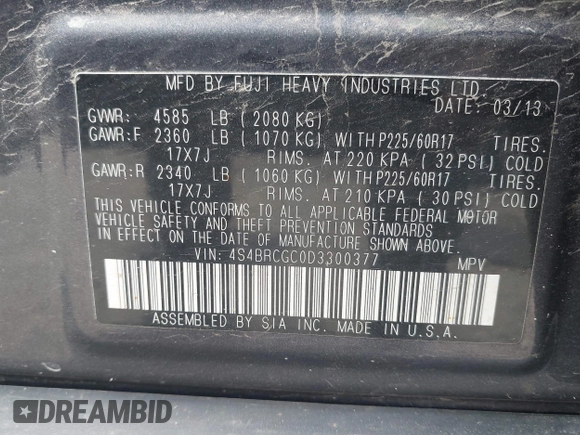 MFD BY FUJI HEAVY INDUSTRIES LTD.
DATE: 03/13
GVWR: 4585 LB ( 2080 KG)
GAWR:F 2360 LB ( 1070 KG) WITH P225/60R17 TIRES.
17X7J RIMS. AT 220 KPA ( 32 PSI) COLD
GAWR:R 2340 LB ( 1060 KG) WITH P225/60R17 TIRES.
17X7J RIMS. AT 210 KPA ( 30 PSI) COLD
THIS VEHICLE CONFORMS TO ALL APPLICABLE FEDERAL MOTOR
VEHICLE SAFETY AND THEFT PREVENTION STANDARDS
IN EFFECT ON THE DATE OF MANUFACTURE SHOWN ABOVE.
VIN: 4S4BRCGC0D3300377 MPV
ASSEMBLED BY SIA INC. MADE IN U.S.A.
DREAMBID